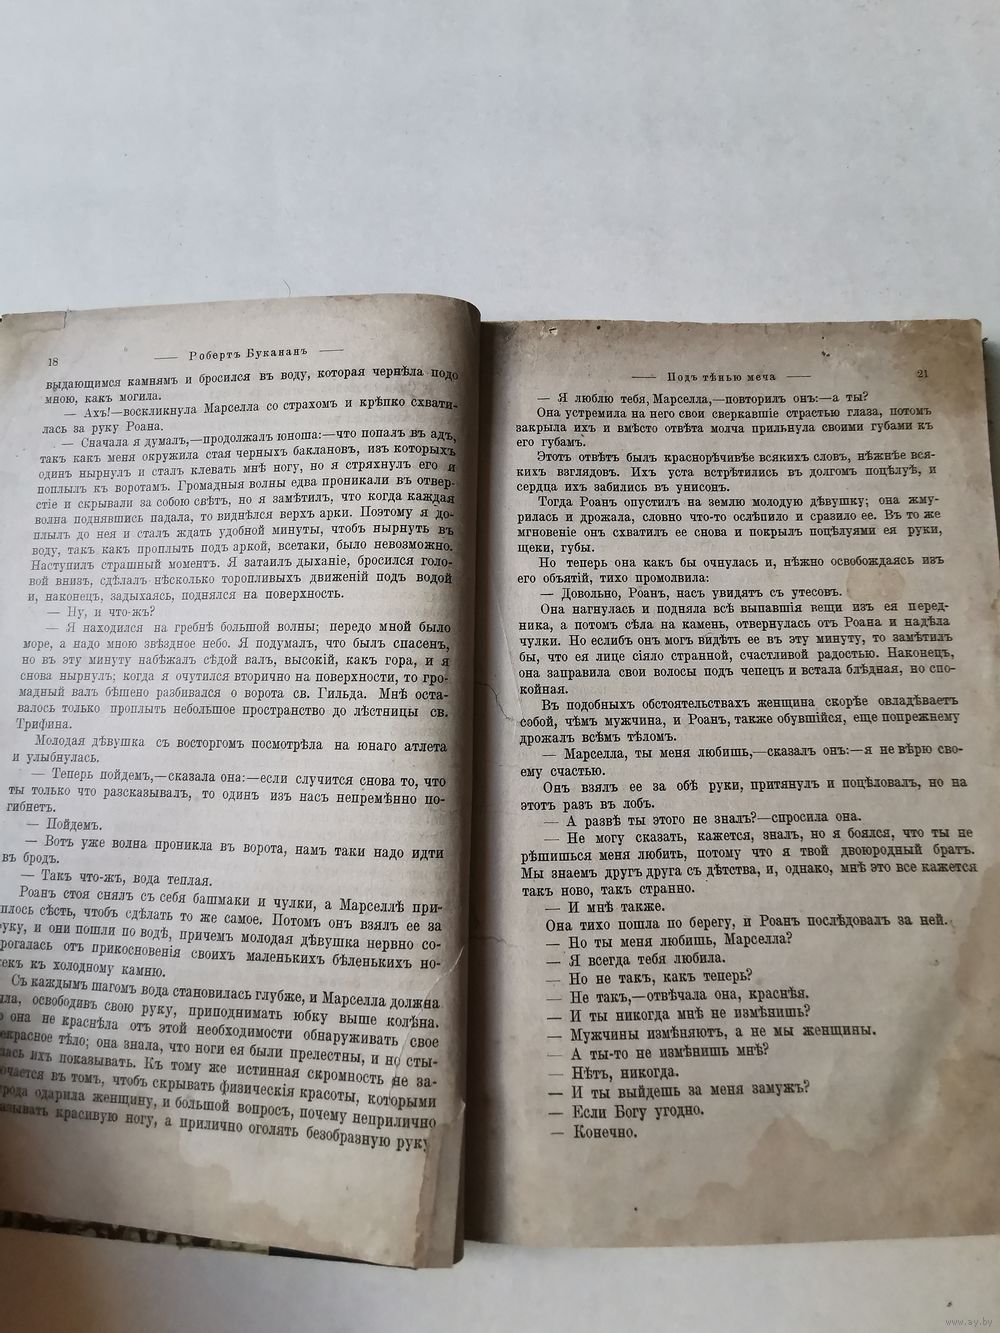 18
— Робертъ Буканань —
выдающимся камнямъ и бросился въ воду, которая чернѣла подо
мною, какъ могила.
— Ахъ!—воскликнула Марселла со страхомъ и крѣпко схвати-
лась за руку Роана.
— Сначала я думалъ,—продолжалъ юноша:—что попалъ въ адъ,
такъ какъ меня окружила стая черныхъ баклановъ, изъ которыхъ
одинъ нырнулъ и сталъ клевать мнѣ ногу, но я стряхнулъ его и
поплылъ къ воротамъ. Громадныя волны едва проникали въ отвер-
стіе и скрывали за собою свѣтъ, но я замѣтилъ, что когда каждая
волна поднявшись падала, то виднѣлся верхъ арки. Поэтому я до-
плылъ до нея и сталъ ждать удобной минуты, чтобъ нырнуть въ
воду, такъ какъ проплыть подъ аркой, всетаки, было невозможно.
Наступилъ страшный моментъ. Я затаилъ дыханіе, бросился голо-
вой внизъ, сдѣлалъ нѣсколько торопливыхъ движеній подъ водой
и, наконецъ, задыхаясь, поднялся на поверхность.
— Ну, и что-жъ?
— Я находился на гребнѣ большой волны; передо мной было
море, а надо мною звѣздное небо. Я подумалъ, что былъ спасенъ,
но въ эту минуту набѣжалъ сѣдой валъ, высокій, какъ гора, и я
снова нырнулъ; когда я очутился вторично на поверхности, то гро-
мадный валъ бѣшено разбивался о ворота св. Гильда. Мнѣ оста-
валось только проплыть небольшое пространство до лѣстницы св.
Трифина.
Молодая дѣвушка съ восторгомъ посмотрѣла на юнаго атлета
и улыбнулась.
— Теперь пойдемъ,—сказала она:—если случится снова то, что
ты только что разсказывалъ, то одинъ изъ насъ непремѣнно по-
гибнетъ.
— Пойдемъ.
— Вотъ уже волна проникла въ ворота, намъ таки надо идти
въ бродъ.
— Такъ что-жъ, вода теплая.
Роанъ стоя снялъ съ себя башмаки и чулки, а Марселлѣ при-
шлось сѣсть, чтобъ сдѣлать то же самое. Потомъ онъ взялъ ее за
руку, и они пошли по водѣ, причемъ молодая дѣвушка нервно со-
дрогалась отъ прикосновенія своихъ маленькихъ бѣленькихъ но-
жекъ къ холодному камню.
Съ каждымъ шагомъ вода становилась глубже, и Марселла должна
была, освободивъ свою руку, приподнимать юбку выше колѣна.
она не краснѣла отъ этой необходимости обнаруживать свое
прекрасное тѣло; она знала, что ноги ея были прелестны, и не сты-
дилась ихъ показывать. Къ тому же истинная скромность не за-
ключается въ томъ, чтобъ скрывать физическія красоты, которыми
природа одарила женщину, и большой вопросъ, почему неприлично
показывать красивую ногу, а прилично оголять безобразную руку
— Подъ тѣнью меча —
21
— Я люблю тебя, Марселла,—повторилъ онъ:—а ты?
Она устремила на него свои сверкавшіе страстью глаза, потомъ
закрыла ихъ и вмѣсто отвѣта молча прильнула своими губами къ
его губамъ.
Этотъ отвѣтъ былъ краснорѣчивѣе всякихъ словъ, нѣжнѣе вся-
кихъ взглядовъ. Ихъ уста встрѣтились въ долгомъ поцѣлуѣ, и
сердца ихъ забились въ унисонъ.
Тогда Роанъ опустилъ на землю молодую дѣвушку; она жму-
рилась и дрожала, словно что-то ослѣпило и сразило ее. Въ то же
мгновеніе онъ схватилъ ее снова и покрылъ поцѣлуями ея руки,
щеки, губы.
Но теперь она какъ бы очнулась и, нѣжно освобождаясь изъ
его объятій, тихо промолвила:
— Довольно, Роанъ, насъ увидятъ съ утесовъ.
Она нагнулась и подняла всѣ выпавшія вещи изъ ея перед-
ника, а потомъ сѣла на камень, отвернулась отъ Роана и надѣла
чулки. Но еслибъ онъ могъ видѣть ее въ эту минуту, то замѣтилъ
бы, что ея лице сіяло странной, счастливой радостью. Наконецъ,
она заправила свои волосы подъ чепецъ и встала блѣдная, но спо-
койная.
Въ подобныхъ обстоятельствахъ женщина скорѣе овладѣваетъ
собой, чѣмъ мужчина, и Роанъ, также обувшійся, еще попрежнему
дрожалъ всѣмъ тѣломъ.
— Марселла, ты меня любишь,—сказалъ онъ:—я не вѣрю сво-
ему счастью.
Онъ взялъ ее за обѣ руки, притянулъ и поцѣловалъ, но на
этотъ разъ въ лобъ.
— А развѣ ты этого не зналъ?—спросила она.
— Не могу сказать, кажется, зналъ, но я боялся, что ты не
рѣшишься меня любить, потому что я твой двоюродный братъ.
Мы знаемъ другъ друга съ дѣтства, и, однако, мнѣ это все кажется
такъ ново, такъ странно.
— И мнѣ также.
Она тихо пошла по берегу, и Роанъ послѣдовалъ за ней.
— Но ты меня любишь, Марселла?
— Я всегда тебя любила.
— Но не такъ, какъ теперь?
— Не такъ,—отвѣчала она, краснѣя.
— И ты никогда мнѣ не измѣнишь?
— Мужчины измѣняютъ, а не мы женщины.
— А ты-то не измѣнишь мнѣ?
— Нѣтъ, никогда.
— И ты выйдешь за меня замужъ?
— Если Богу угодно.
— Конечно.
www.ay.by